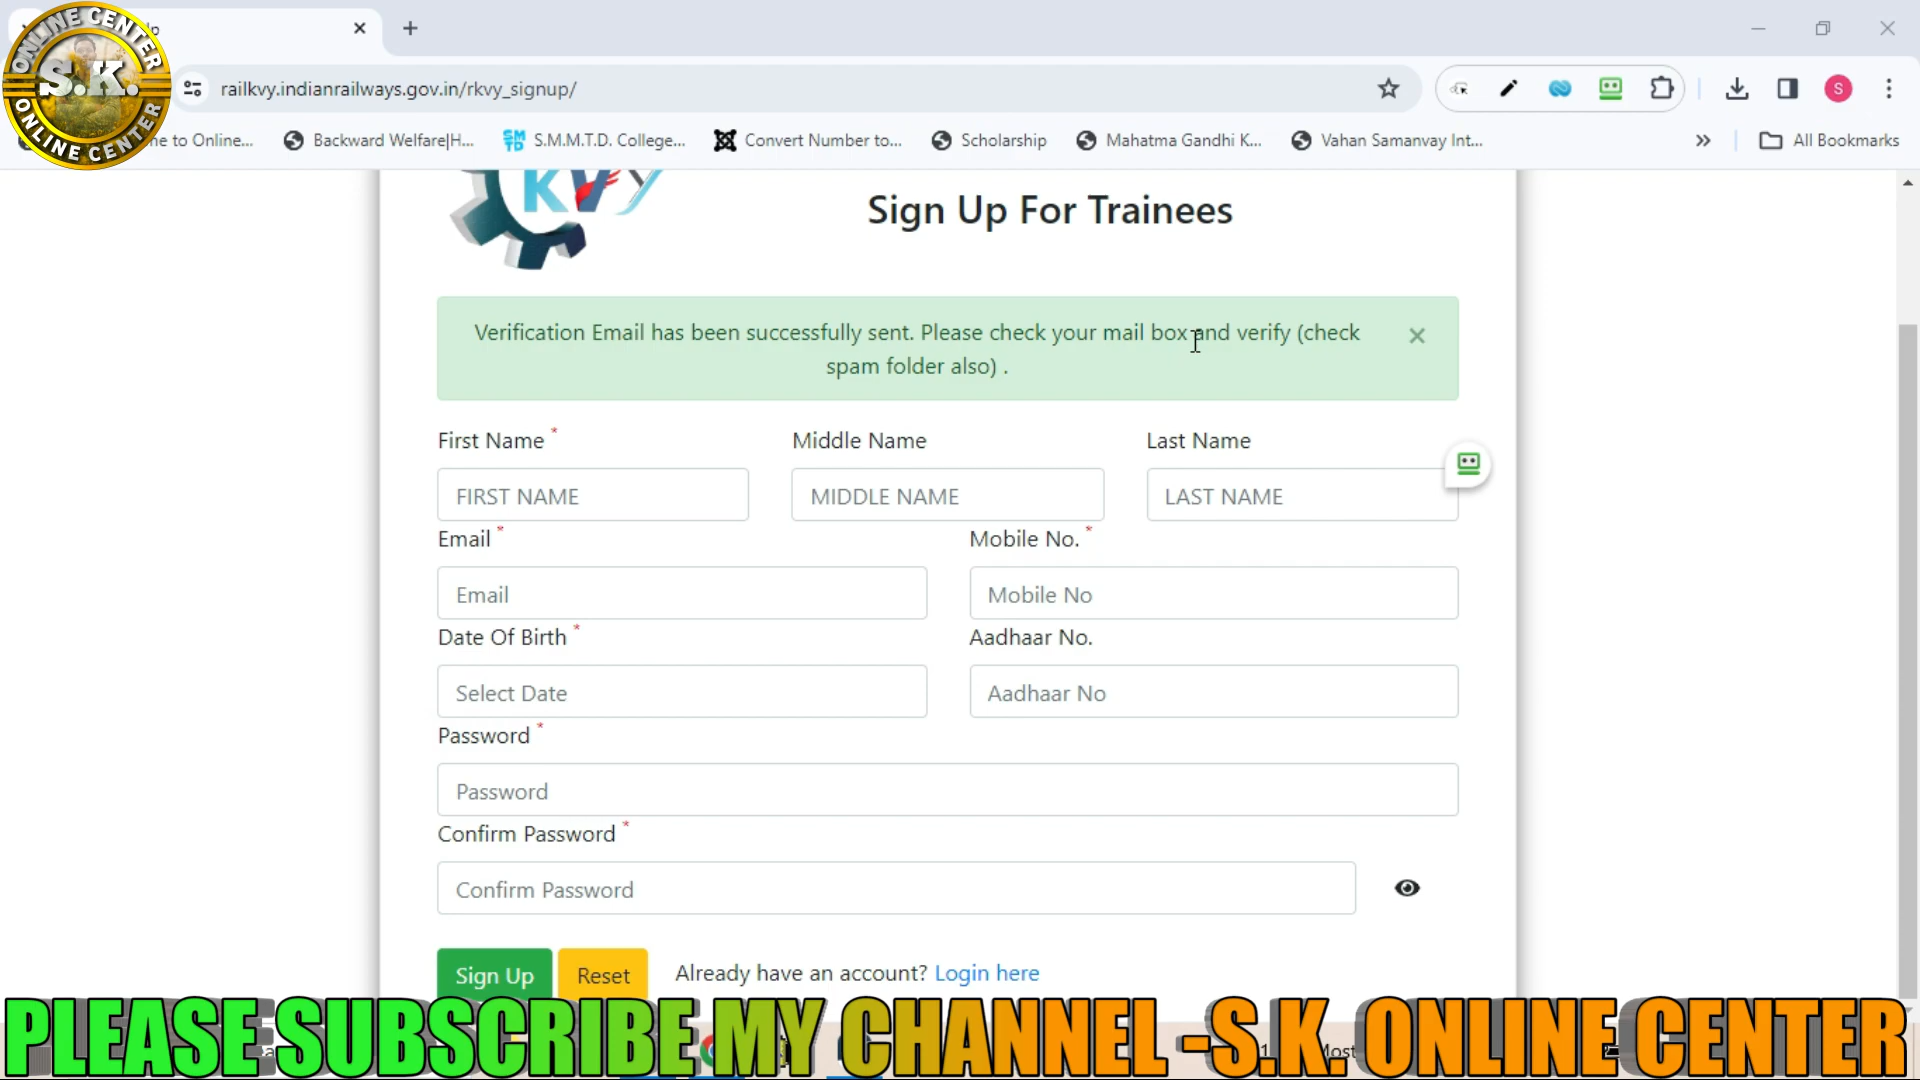 ONLINE CENTER
S.K.
ONLINE CENTER
railkvy.indianrailways.gov.in/rkvy_signup/
S
me to Online...
Backward Welfare|H...
S.M.M.T.D. College...
Convert Number to...
Scholarship
Mahatma Gandhi K...
Vahan Samanvay Int...
All Bookmarks
KVY
Sign Up For Trainees
Verification Email has been successfully sent. Please check your mail box and verify (check
spam folder also) .
First Name *
Middle Name
Last Name
FIRST NAME
MIDDLE NAME
LAST NAME
Email *
Mobile No. *
Email
Mobile No
Date Of Birth *
Aadhaar No.
Select Date
Aadhaar No
Password *
Password
Confirm Password *
Confirm Password
Sign Up
Reset
Already have an account? Login here
PLEASE SUBSCRIBE MY CHANNEL -S.K. ONLINE CENTER